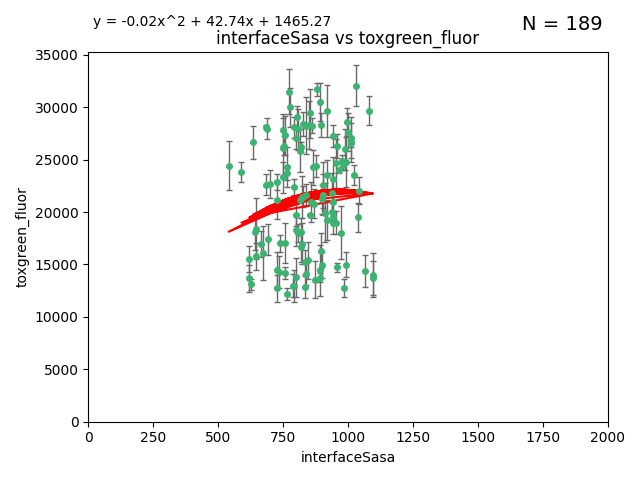 y = -0.02x^2 + 42.74x + 1465.27
N = 189
interfaceSasa vs toxgreen_fluor
35000
30000
25000
20000
15000
10000
5000
0
toxgreen_fluor
0 250 500 750 1000 1250 1500 1750 2000
interfaceSasa